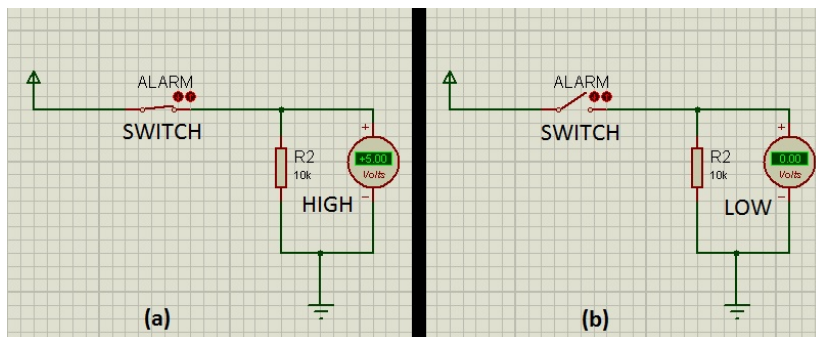 ALARM
SWITCH
R2
10k
+
+5.00
Volts
−
HIGH
(a)
ALARM
SWITCH
R2
10k
+
0.00
Volts
−
LOW
(b)